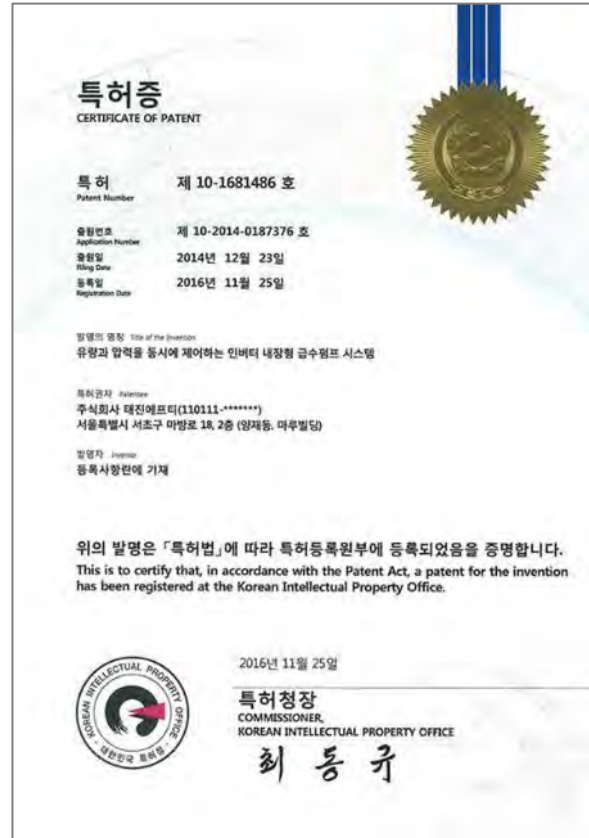 특허증
CERTIFICATE OF PATENT
특허 제 10-1681486 호
Patent Number
출원번호 제 10-2014-0187376 호
Application Number
출원일 2014년 12월 23일
Filing Date
등록일 2016년 11월 25일
Registration Date
발명의 명칭 Title of the Invention
유량과 압력을 동시에 제어하는 인버터 내장형 급수펌프 시스템
특허권자 Patentee
주식회사 태진에프티(110111-*******)
서울특별시 서초구 마방로 18, 2층 (양재동. 마루빌딩)
발명자 Inventor
등록사항란에 기재
위의 발명은 「특허법」에 따라 특허등록원부에 등록되었음을 증명합니다.
This is to certify that, in accordance with the Patent Act, a patent for the invention
has been registered at the Korean Intellectual Property Office.
2016년 11월 25일
특허청장
COMMISSIONER,
KOREAN INTELLECTUAL PROPERTY OFFICE
최동규
KOREAN INTELLECTUAL PROPERTY OFFICE
대한민국 특허청